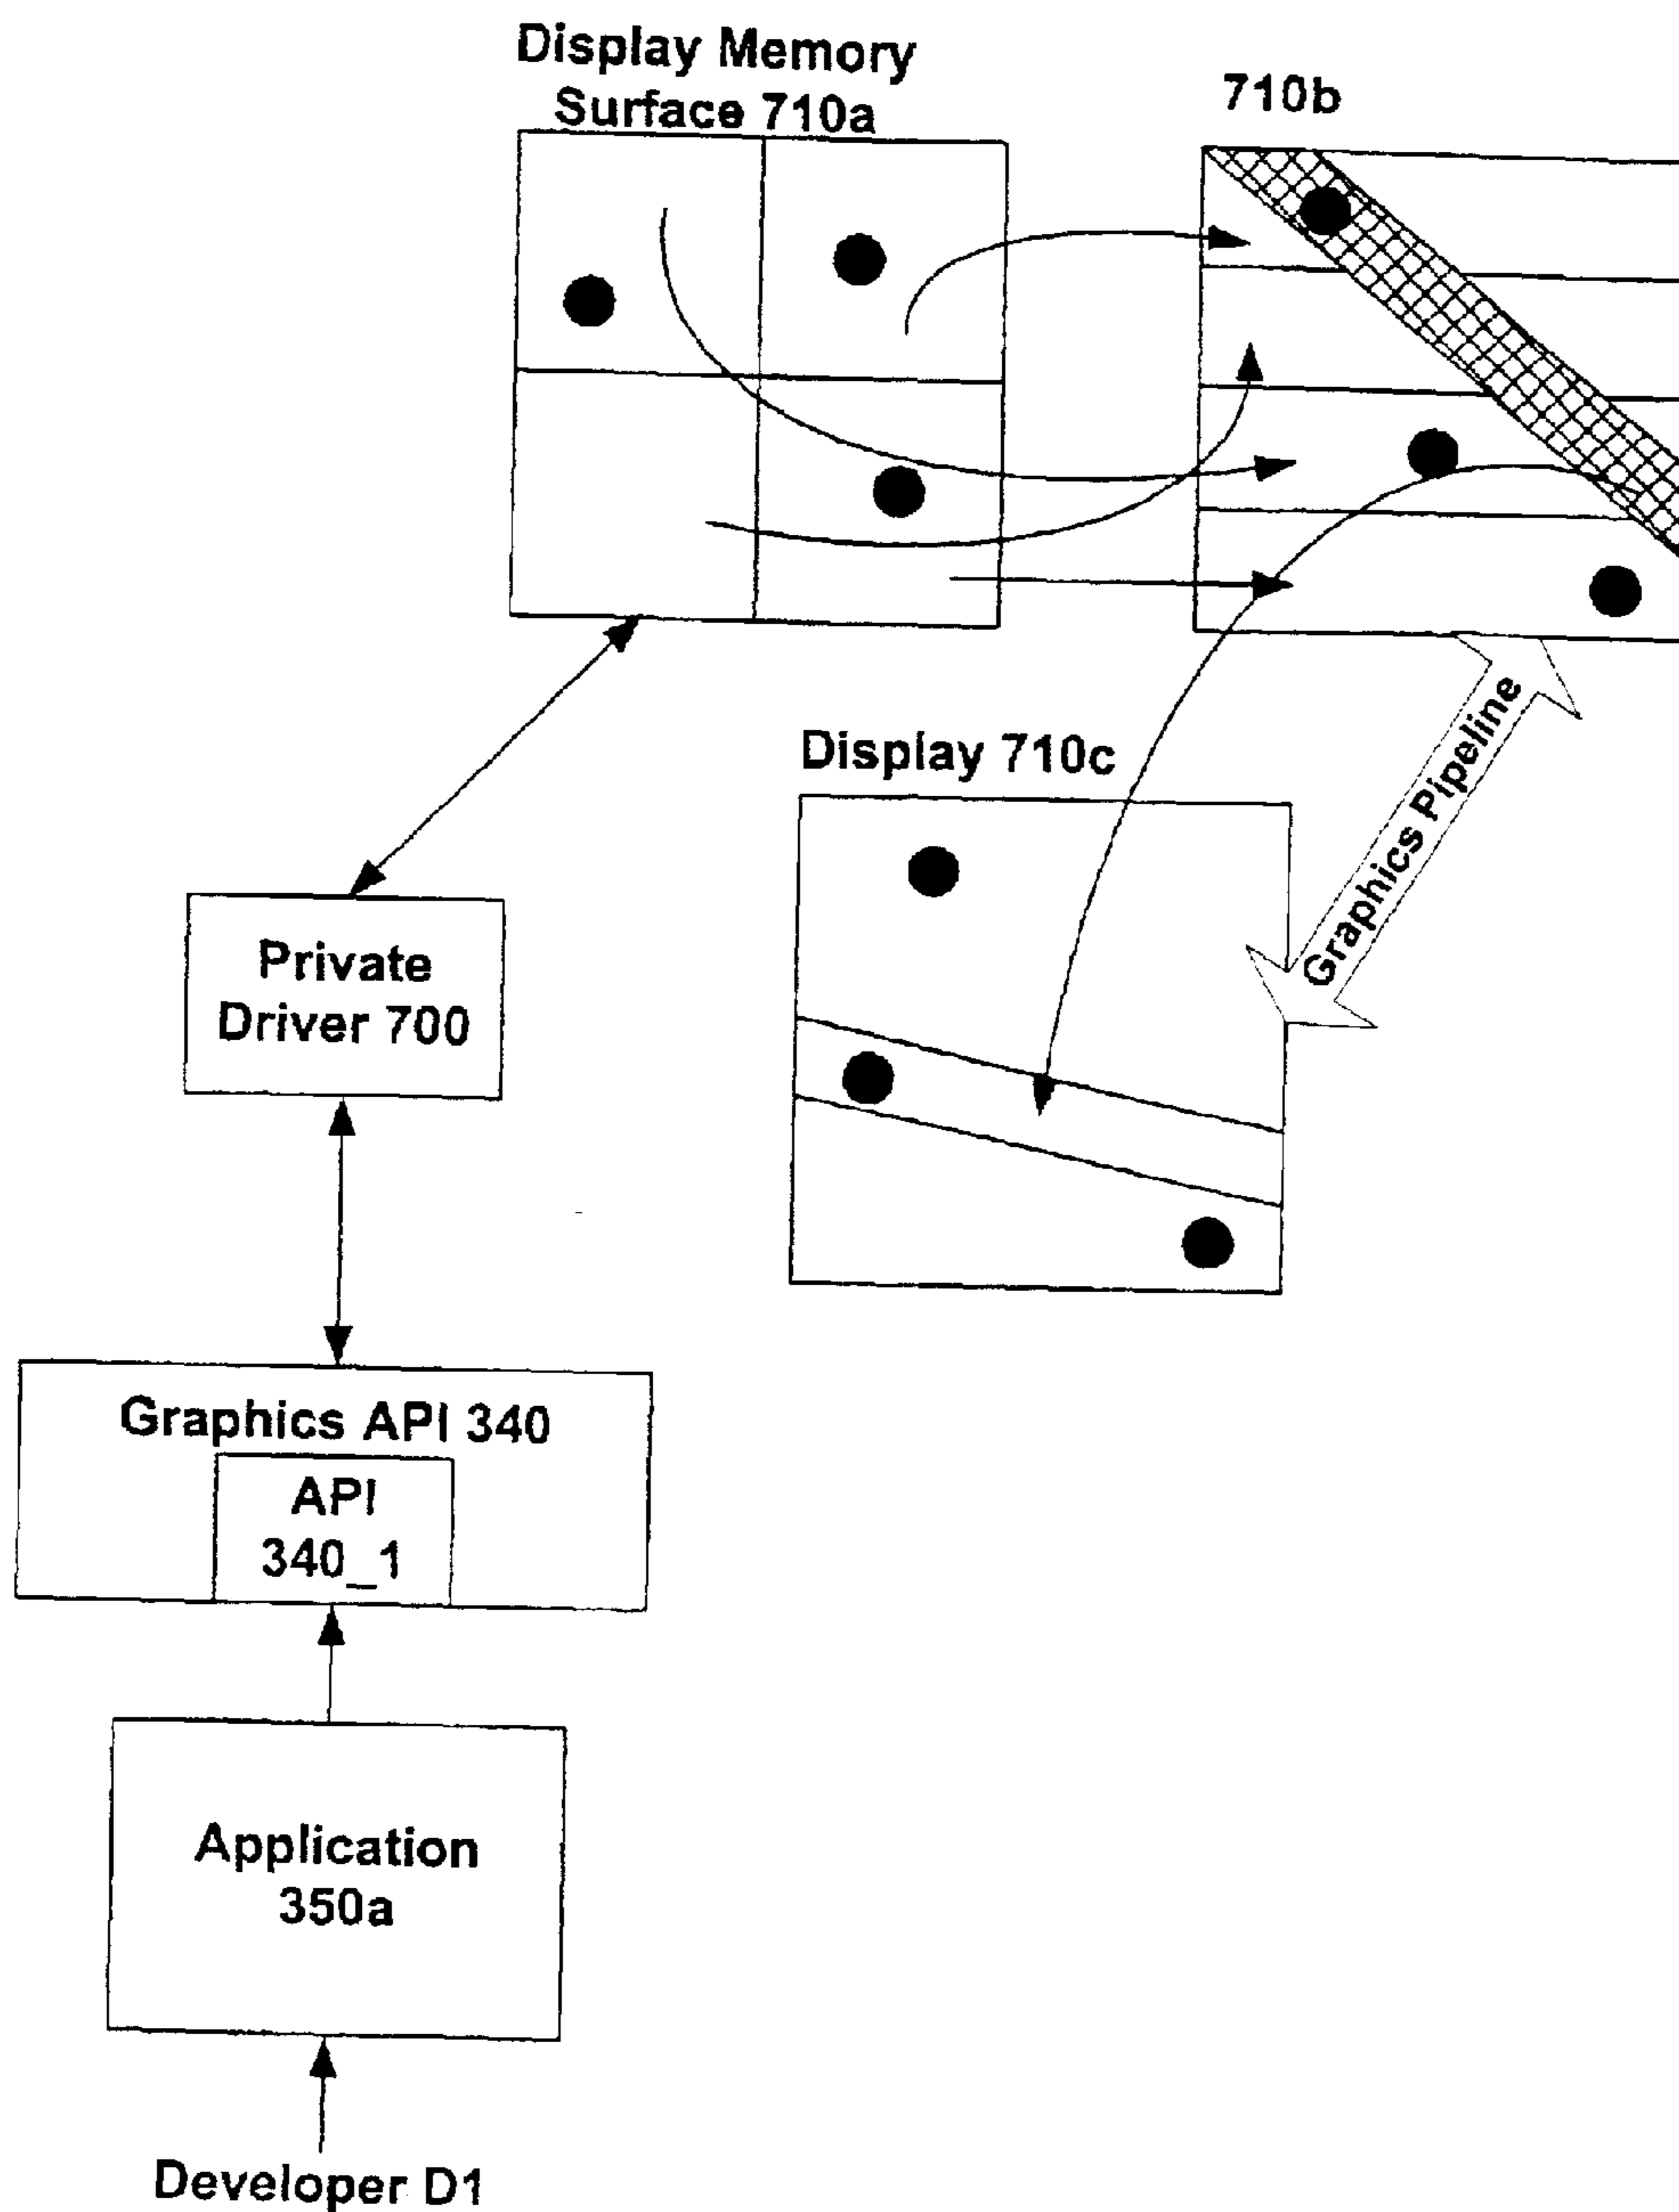 Display Memory
Surface 710a
710b
Display 710c
Graphics Pipeline
Private
Driver 700
Graphics API 340
API
340_1
Application
350a
Developer D1